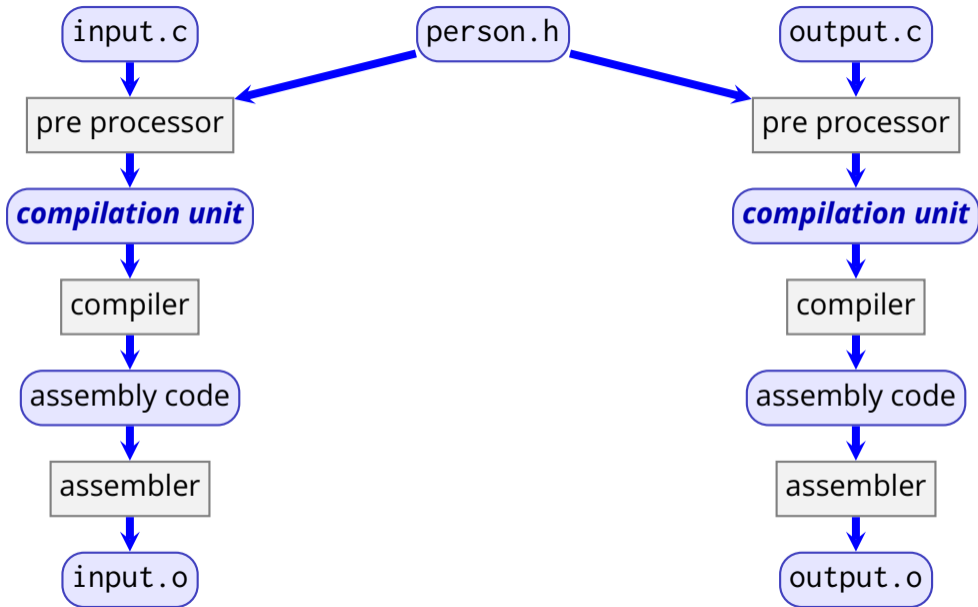 input.c
person.h
output.c
pre processor
pre processor
compilation unit
compilation unit
compiler
compiler
assembly code
assembly code
assembler
assembler
input.o
output.o